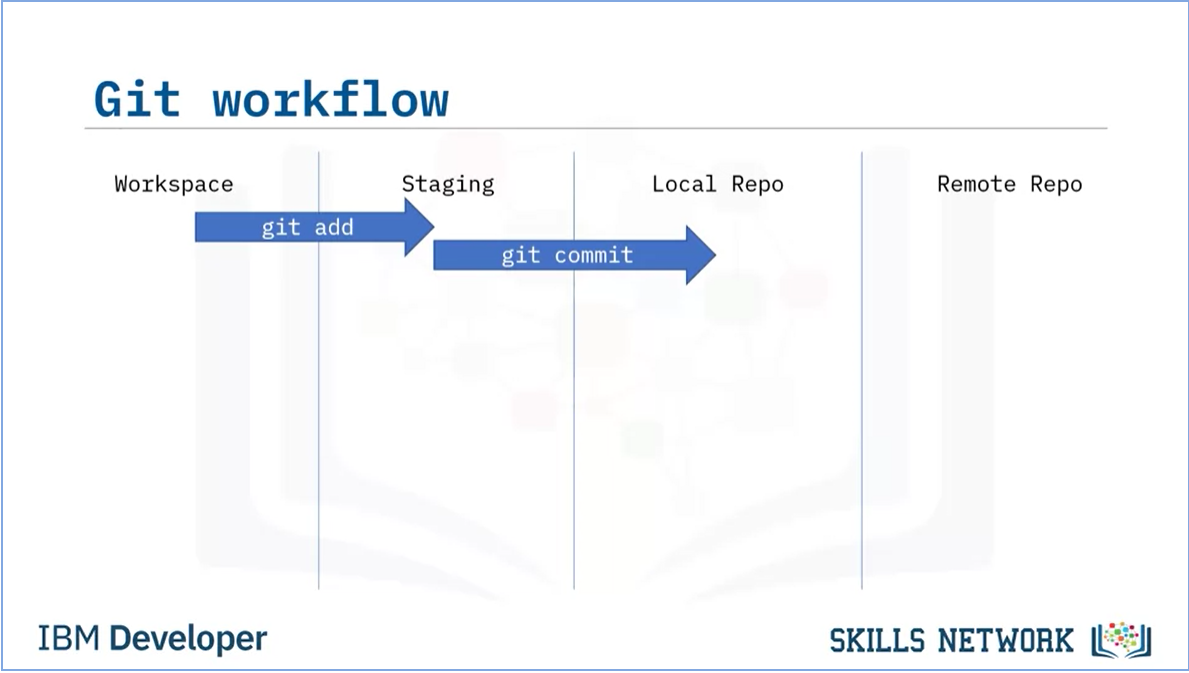 Git workflow
Workspace Staging Local Repo Remote Repo
git add
git commit
IBM Developer SKILLS NETWORK